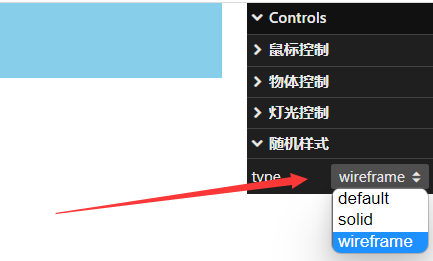 Controls
鼠标控制
物体控制
灯光控制
随机样式
type wireframe
default
solid
wireframe